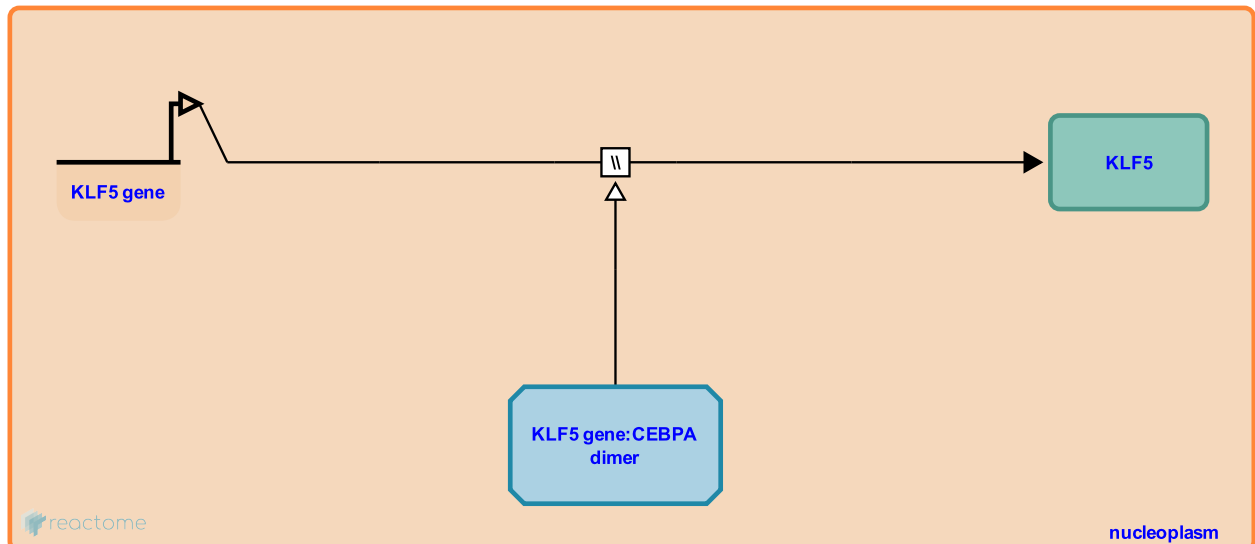 KLF5 gene
\\
KLF5
KLF5 gene:CEBPA
dimer
reactome
nucleoplasm